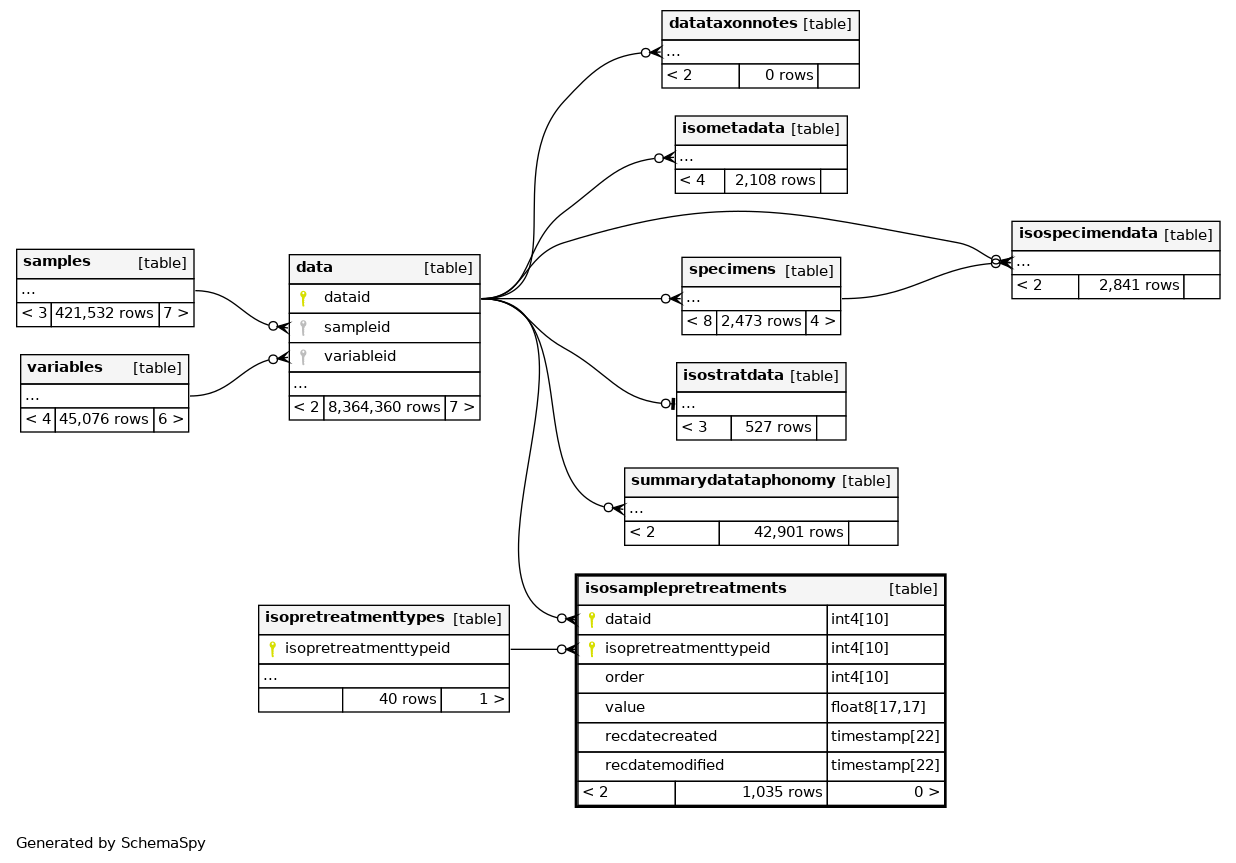 datataxonnotes [table]
...
< 2 0 rows
isometadata [table]
...
< 4 2,108 rows
isospecimendata [table]
...
< 2 2,841 rows
samples [table]
...
< 3 421,532 rows 7 >
data [table]
dataid
sampleid
variableid
...
< 2 8,364,360 rows 7 >
specimens [table]
...
< 8 2,473 rows 4 >
variables [table]
...
< 4 45,076 rows 6 >
isostratdata [table]
...
< 3 527 rows
summarydatataphonomy [table]
...
< 2 42,901 rows
isopretreatmenttypes [table]
isopretreatmenttypeid
...
40 rows 1 >
isosamplepretreatments [table]
dataid int4[10]
isopretreatmenttypeid int4[10]
order int4[10]
value float8[17,17]
recdatecreated timestamp[22]
recdatemodified timestamp[22]
< 2 1,035 rows 0 >
Generated by SchemaSpy